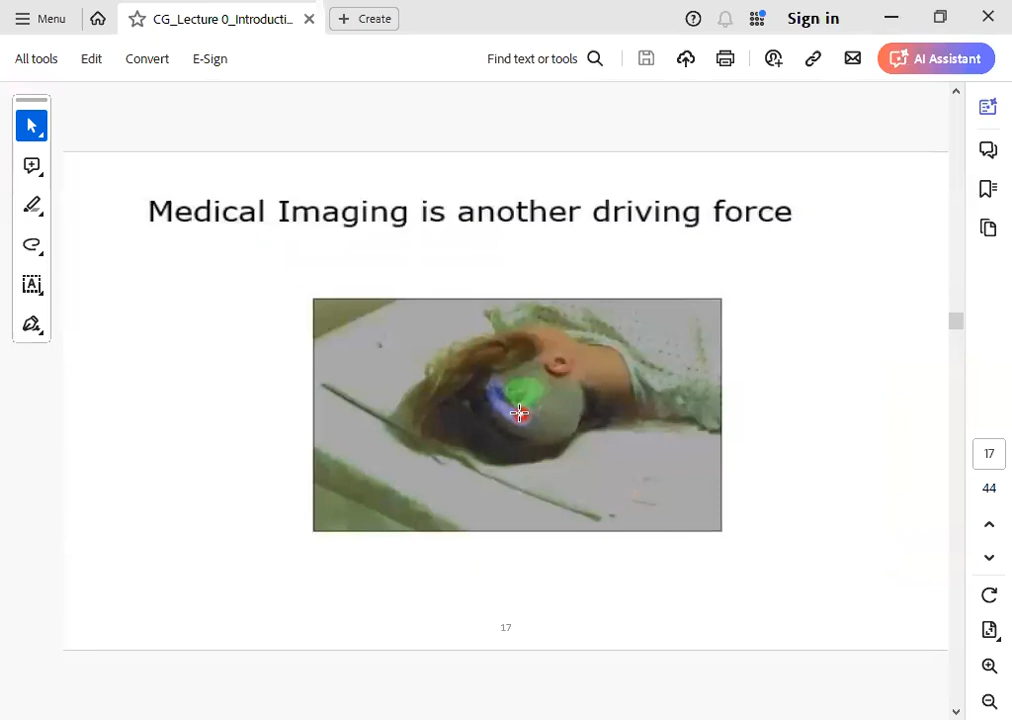 Menu
CG_Lecture 0_Introducti...
Create
Sign in
All tools
Edit
Convert
E-Sign
Find text or tools
AI Assistant
Medical Imaging is another driving force
17
17
44